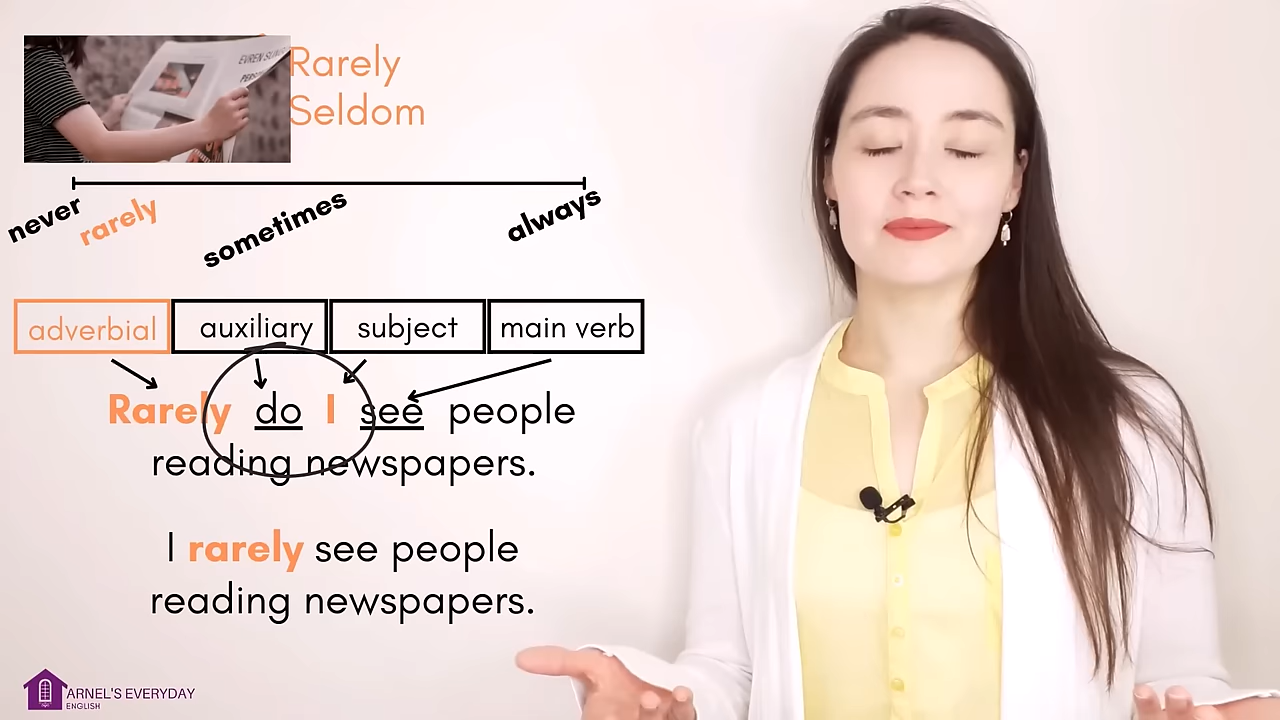 EVREN
Rarely
Seldom
never rarely sometimes always
adverbial auxiliary subject main verb
Rarely do I see people
reading newspapers.
I rarely see people
reading newspapers.
ARNEL'S EVERYDAY
ENGLISH